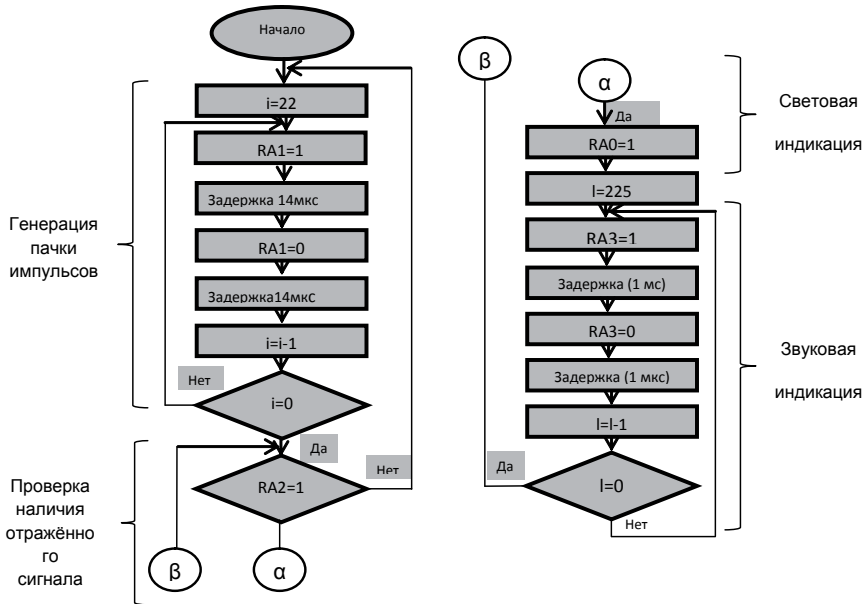 Начало
i=22
RA1=1
Задержка 14мкс
RA1=0
Задержка14мкс
i=i-1
Нет
i=0
Да
RA2=1
Нет
β
α
Генерация
пачки
импульсов
Проверка
наличия
отражённо
го
сигнала
β
α
Да
RA0=1
l=225
RA3=1
Задержка (1 мс)
RA3=0
Задержка (1 мкс)
l=l-1
Да
l=0
Нет
Световая
индикация
Звуковая
индикация